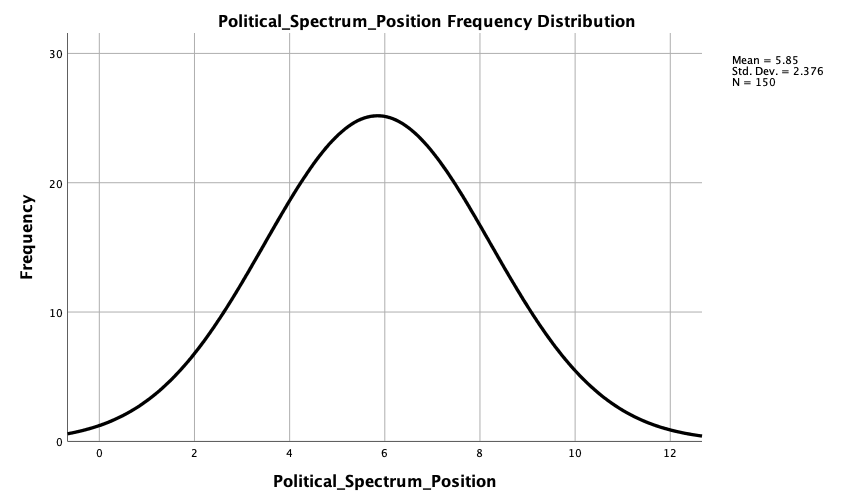 Political_Spectrum_Position Frequency Distribution
Mean = 5.85
Std. Dev. = 2.376
N = 150
Frequency
30
20
10
0
0 2 4 6 8 10 12
Political_Spectrum_Position